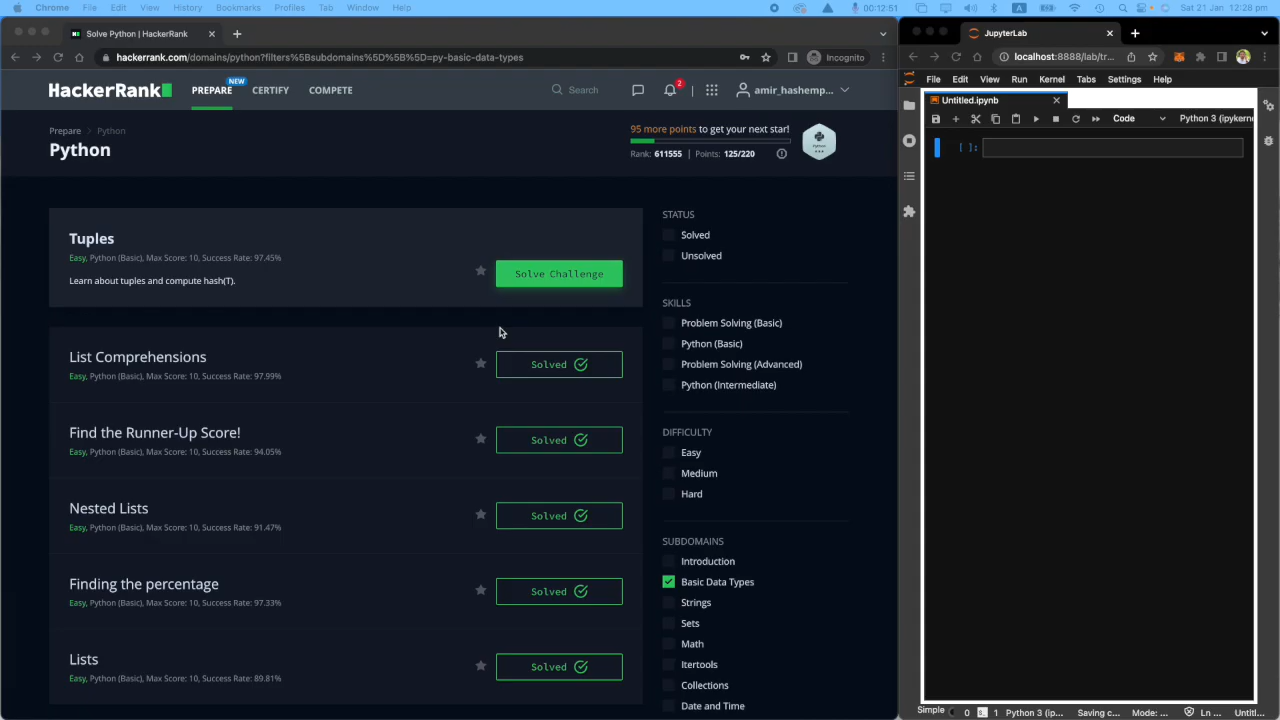 Chrome File Edit View History Bookmarks Profiles Tab Window Help 00:12:51 A Sat 21 Jan 12:28 pm
Solve Python | HackerRank
hackerrank.com/domains/python?filters%5Bsubdomains%5D%5B%5D=py-basic-data-types Incognito
HackerRank PREPARE NEW CERTIFY COMPETE Search 2 amir_hashemp...
Prepare > Python
Python
95 more points to get your next star!
Rank: 611555 | Points: 125/220
Python
Tuples
Easy, Python (Basic), Max Score: 10, Success Rate: 97.45%
Learn about tuples and compute hash(T).
Solve Challenge
List Comprehensions
Easy, Python (Basic), Max Score: 10, Success Rate: 97.99%
Solved
Find the Runner-Up Score!
Easy, Python (Basic), Max Score: 10, Success Rate: 94.05%
Solved
Nested Lists
Easy, Python (Basic), Max Score: 10, Success Rate: 91.47%
Solved
Finding the percentage
Easy, Python (Basic), Max Score: 10, Success Rate: 97.33%
Solved
Lists
Easy, Python (Basic), Max Score: 10, Success Rate: 89.81%
Solved
STATUS
Solved
Unsolved
SKILLS
Problem Solving (Basic)
Python (Basic)
Problem Solving (Advanced)
Python (Intermediate)
DIFFICULTY
Easy
Medium
Hard
SUBDOMAINS
Introduction
Basic Data Types
Strings
Sets
Math
Itertools
Collections
Date and Time
JupyterLab
localhost:8888/lab/tr...
File Edit View Run Kernel Tabs Settings Help
Untitled.ipynb
Code Python 3 (ipykern
[ ]:
Simple 0 1 Python 3 (ip... Saving c... Mode: ... Ln ... Untitl...